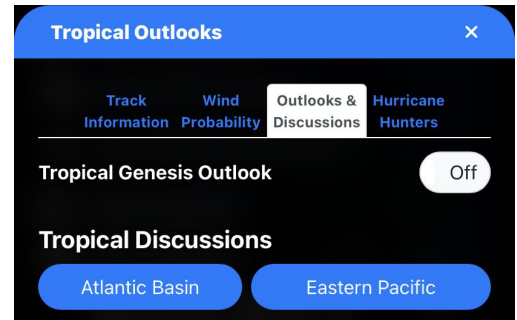 Tropical Outlooks ×
Track Wind Outlooks & Hurricane
Information Probability Discussions Hunters
Tropical Genesis Outlook Off
Tropical Discussions
Atlantic Basin Eastern Pacific